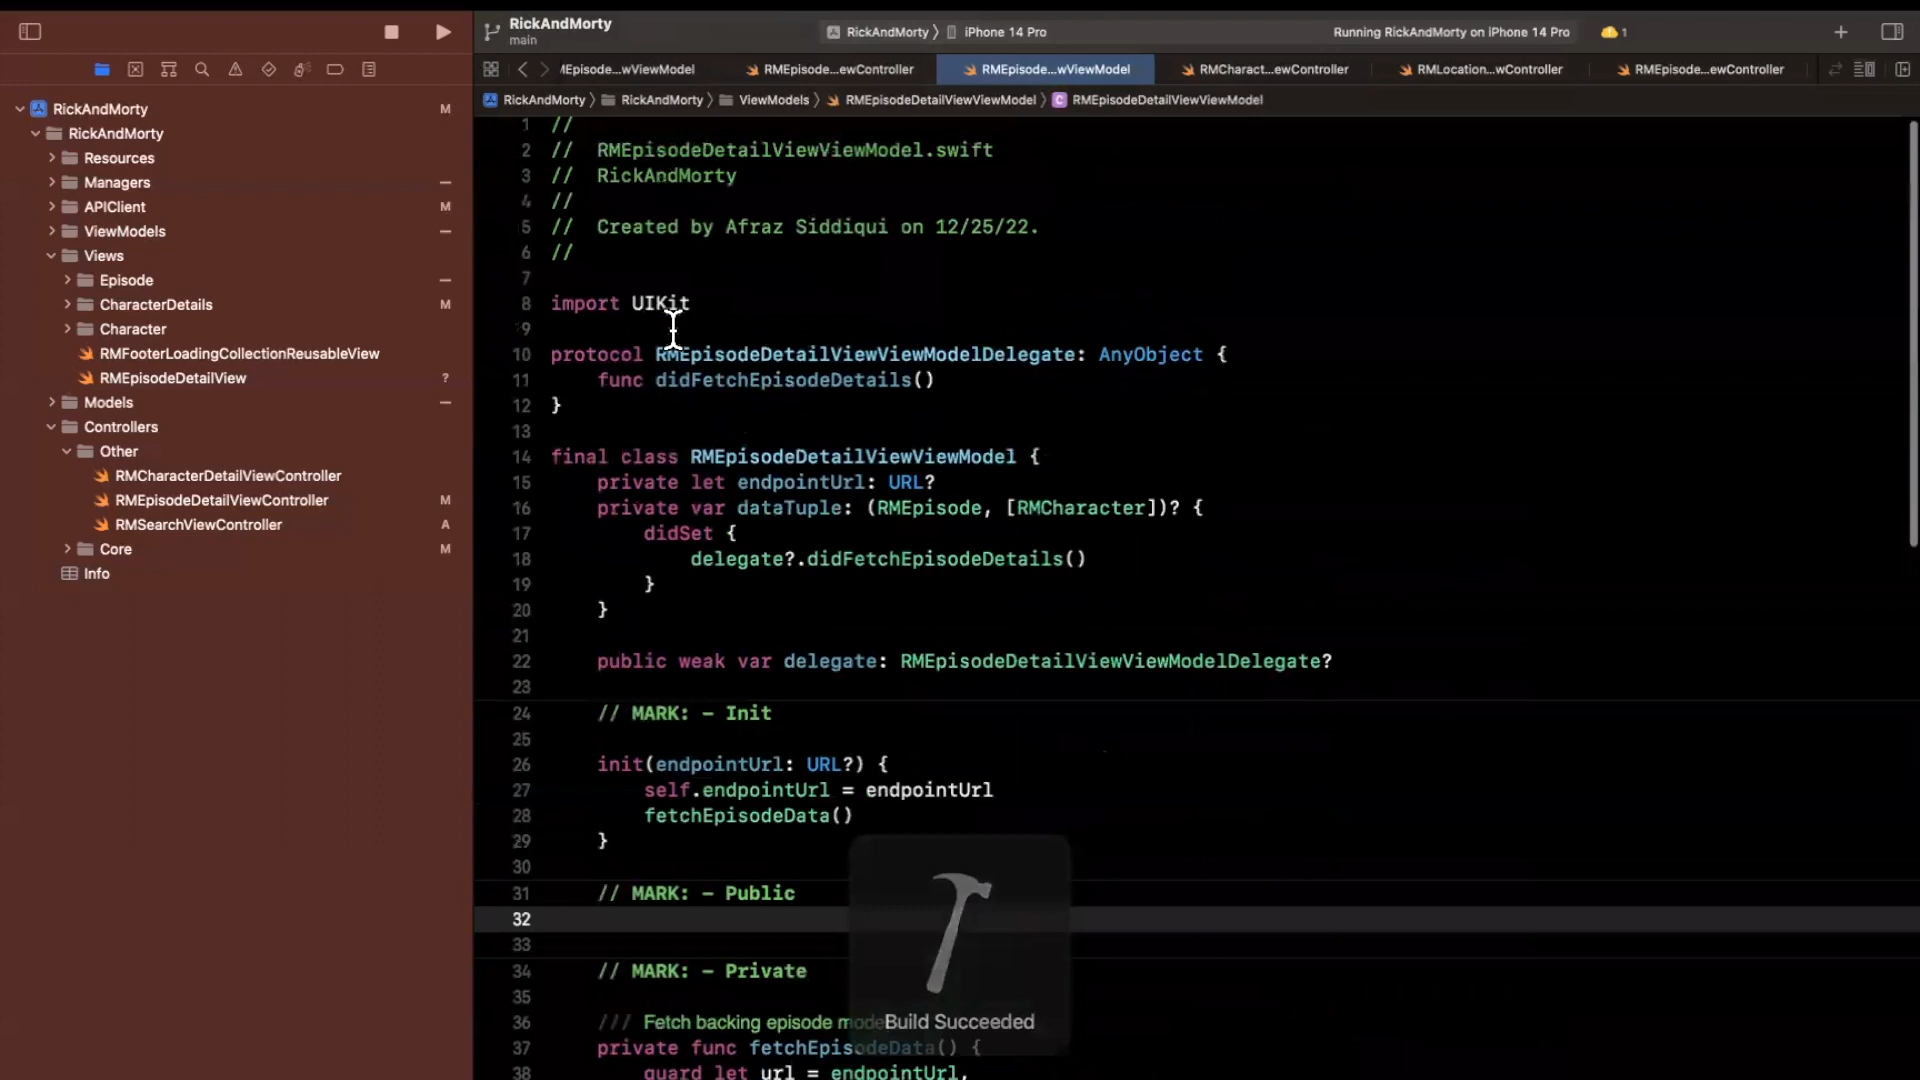 RickAndMorty
main
RickAndMorty 〉 iPhone 14 Pro
Running RickAndMorty on iPhone 14 Pro
1
MEpisode...wViewModel
RMEpisode...ewController
RMEpisode...wViewModel
RMCharact...ewController
RMLocation...wController
RMEpisode...ewController
RickAndMorty 〉 RickAndMorty 〉 ViewModels 〉 RMEpisodeDetailViewViewModel 〉 C RMEpisodeDetailViewViewModel
RickAndMorty M
RickAndMorty
Resources
Managers
APIClient M
ViewModels
Views
Episode
CharacterDetails M
Character
RMFooterLoadingCollectionReusableView
RMEpisodeDetailView ?
Models
Controllers
Other
RMCharacterDetailViewController
RMEpisodeDetailViewController M
RMSearchViewController A
Core M
Info
1 //
2 //  RMEpisodeDetailViewViewModel.swift
3 //  RickAndMorty
4 //
5 //  Created by Afraz Siddiqui on 12/25/22.
6 //
7
8 import UIKit
9
10 protocol RMEpisodeDetailViewViewModelDelegate: AnyObject {
11     func didFetchEpisodeDetails()
12 }
13
14 final class RMEpisodeDetailViewViewModel {
15     private let endpointUrl: URL?
16     private var dataTuple: (RMEpisode, [RMCharacter])? {
17         didSet {
18             delegate?.didFetchEpisodeDetails()
19         }
20     }
21
22     public weak var delegate: RMEpisodeDetailViewViewModelDelegate?
23
24     // MARK: - Init
25
26     init(endpointUrl: URL?) {
27         self.endpointUrl = endpointUrl
28         fetchEpisodeData()
29     }
30
31     // MARK: - Public
32
33
34     // MARK: - Private
35
36     /// Fetch backing episode mode
37     private func fetchEpisodeData() {
38         guard let url = endpointUrl,
Build Succeeded